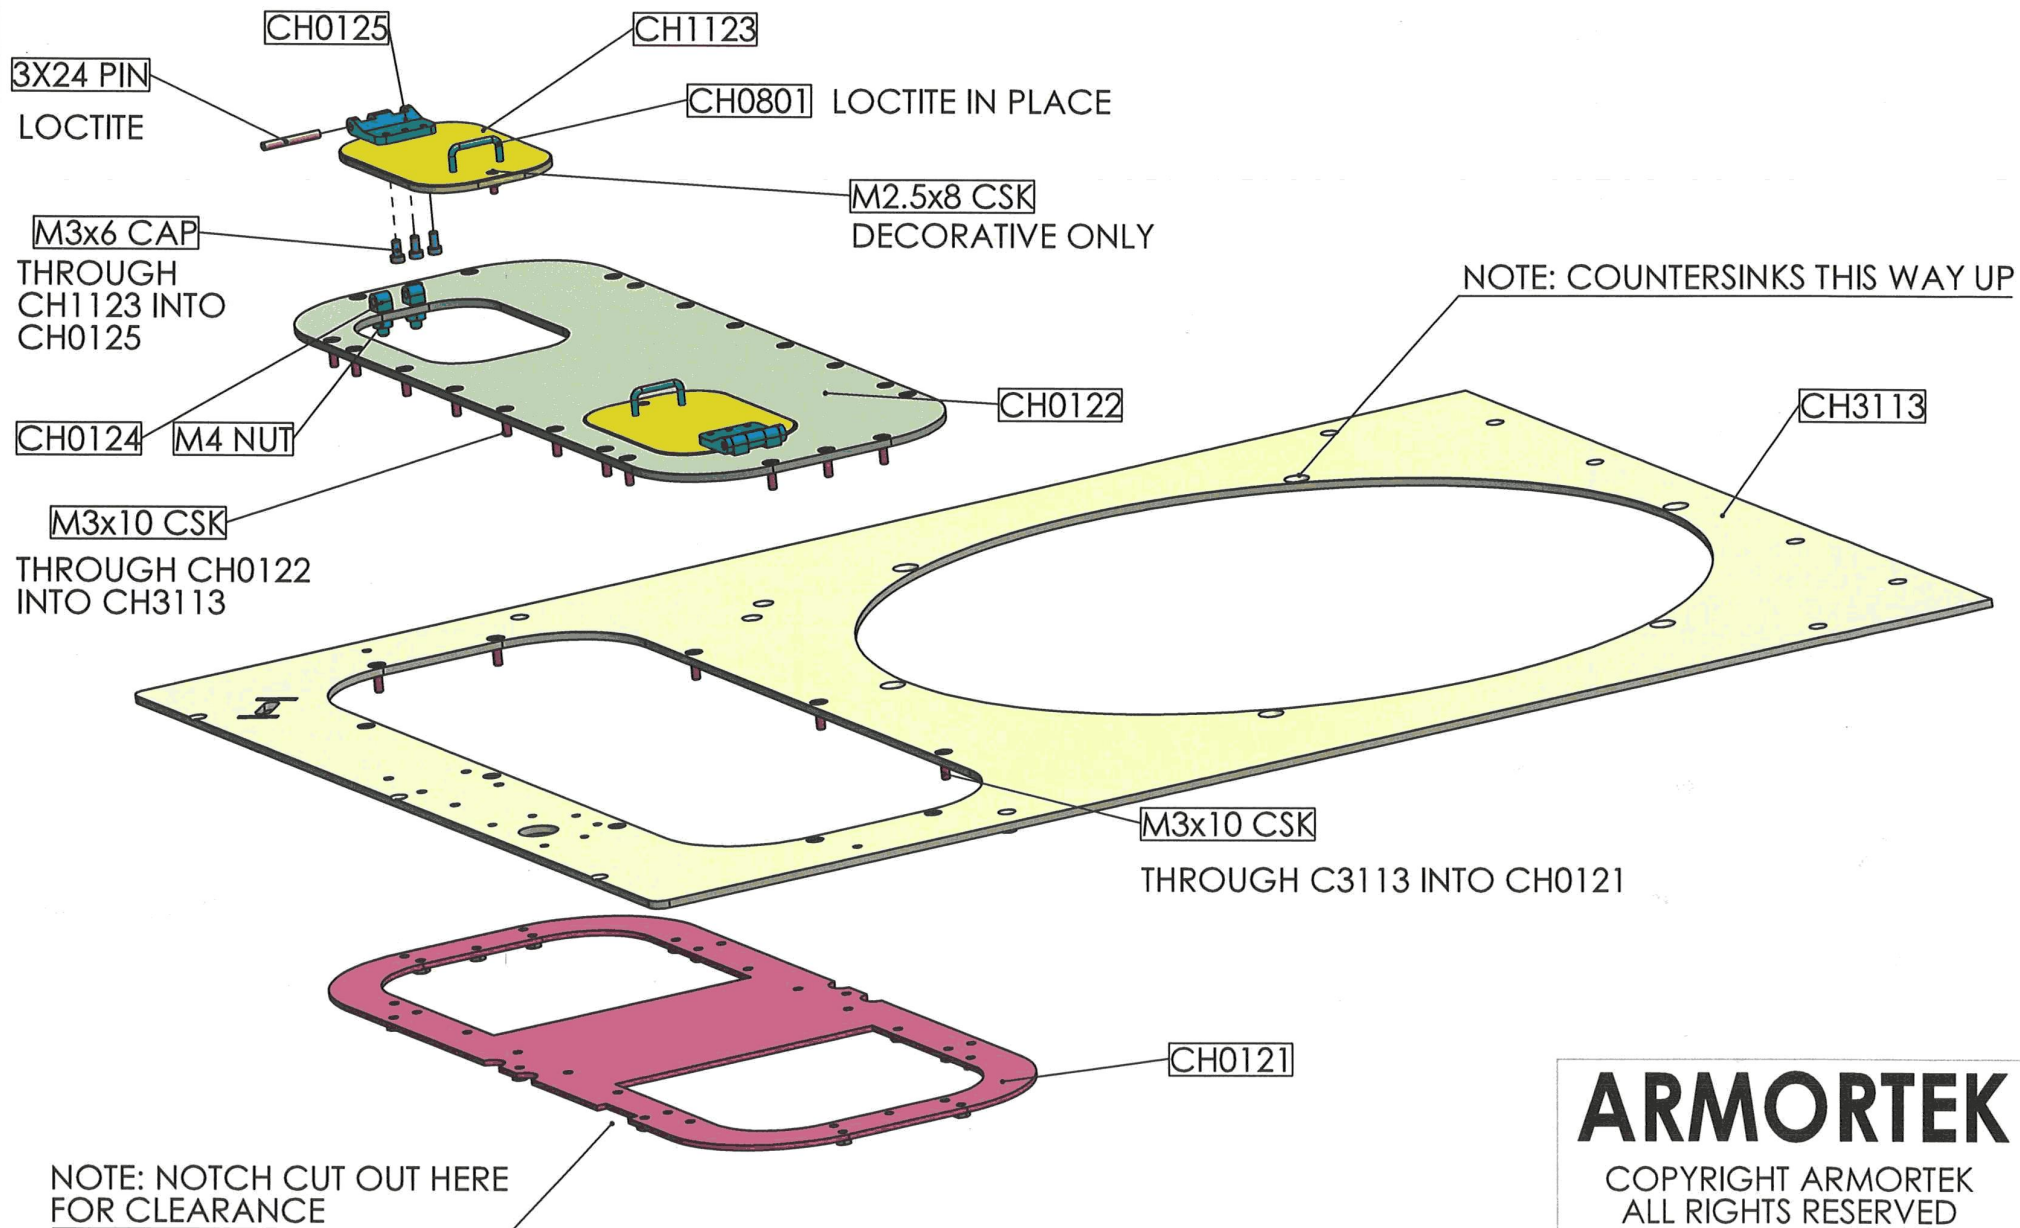 CH0125
CH1123
3X24 PIN
LOCTITE
CH0801 LOCTITE IN PLACE
M2.5x8 CSK
DECORATIVE ONLY
M3x6 CAP
THROUGH
CH1123 INTO
CH0125
NOTE: COUNTERSINKS THIS WAY UP
CH0122
CH3113
CH0124
M4 NUT
M3x10 CSK
THROUGH CH0122
INTO CH3113
M3x10 CSK
THROUGH C3113 INTO CH0121
CH0121
NOTE: NOTCH CUT OUT HERE
FOR CLEARANCE
ARMORTEK
COPYRIGHT ARMORTEK
ALL RIGHTS RESERVED